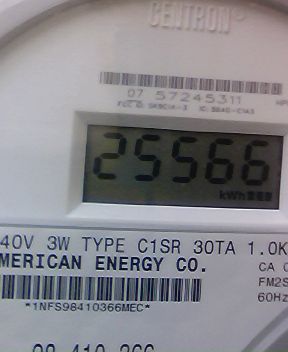 CENTRON®
07 57245311
25566
kWh
40V 3W TYPE C1SR 30TA 1.0K
MERICAN ENERGY CO.
CA
FM2S
60Hz
*1NFS98410366MEC*